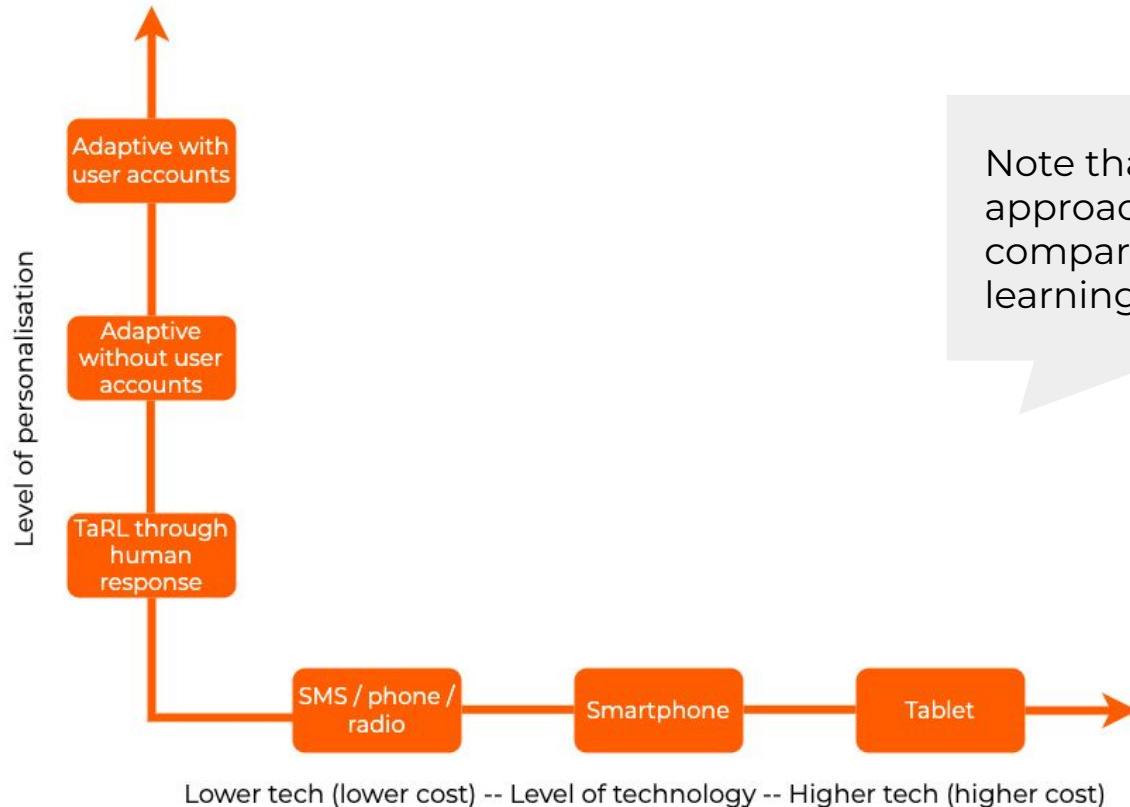 Adaptive with
user accounts
Note
approac
compar
learning
Level of personalisation
Adaptive
without user
accounts
TaRL through
human
response
SMS / phone /
radio
Smartphone
Tablet
Lower tech (lower cost) -- Level of technology -- Higher tech (higher cost)